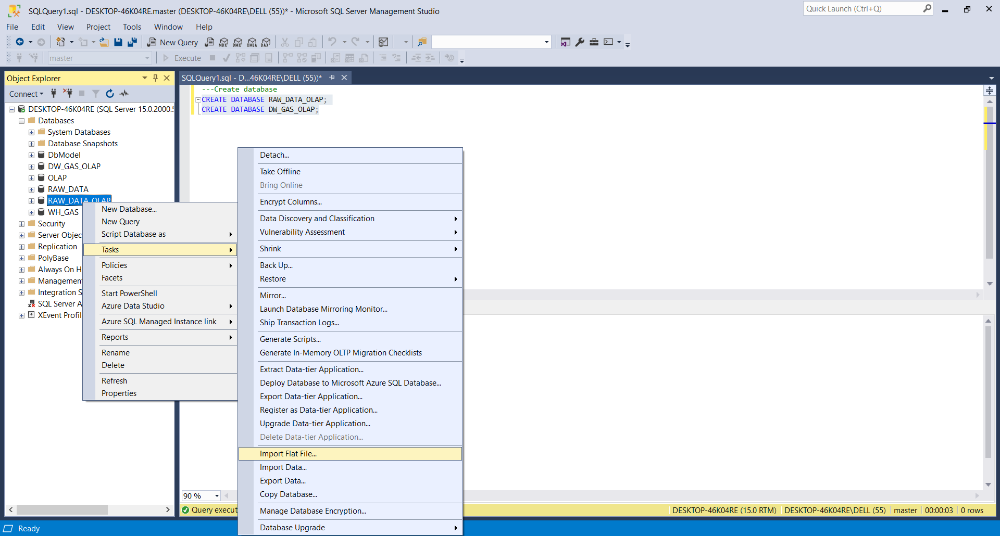 SQLQuery1.sql - DESKTOP-46K04RE.master (DESKTOP-46K04RE\DELL (55))* - Microsoft SQL Server Management Studio
Quick Launch (Ctrl+Q)
File Edit View Project Tools Window Help
New Query MDX DMX XMLA DAX
master Execute
Object Explorer
Connect
DESKTOP-46K04RE (SQL Server 15.0.2000.5
Databases
System Databases
Database Snapshots
DbModel
DW_GAS_OLAP
OLAP
RAW_DATA
RAW_DATA_OLAP
WH_GAS
Security
Server Objec
Replication
PolyBase
Always On H
Management
Integration S
SQL Server A
XEvent Profil
SQLQuery1.sql - D...46K04RE\DELL (55))*
---Create database
CREATE DATABASE RAW_DATA_OLAP;
CREATE DATABASE DW_GAS_OLAP;
New Database...
New Query
Script Database as
Tasks
Policies
Facets
Start PowerShell
Azure Data Studio
Azure SQL Managed Instance link
Reports
Rename
Delete
Refresh
Properties
Detach...
Take Offline
Bring Online
Encrypt Columns...
Data Discovery and Classification
Vulnerability Assessment
Shrink
Back Up...
Restore
Mirror...
Launch Database Mirroring Monitor...
Ship Transaction Logs...
Generate Scripts...
Generate In-Memory OLTP Migration Checklists
Extract Data-tier Application...
Deploy Database to Microsoft Azure SQL Database...
Export Data-tier Application...
Register as Data-tier Application...
Upgrade Data-tier Application...
Delete Data-tier Application...
Import Flat File...
Import Data...
Export Data...
Copy Database...
Manage Database Encryption...
Database Upgrade
90 %
Query execut
DESKTOP-46K04RE (15.0 RTM) DESKTOP-46K04RE\DELL (55) master 00:00:03 0 rows
Ready